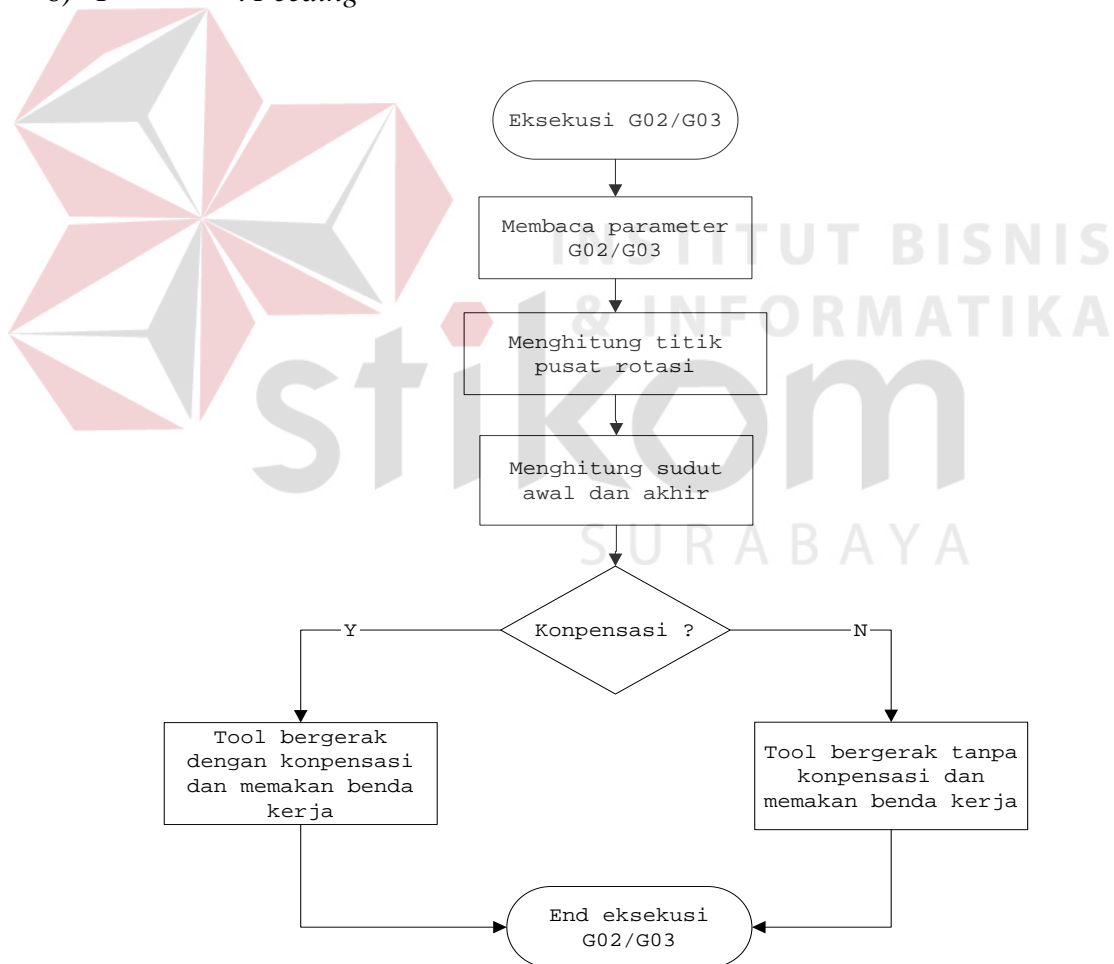 Feeding
Eksekusi G02/G03
Membaca parameter
G02/G03
INSTITUT BISNIS
& INFORMATIKA
Menghitung titik
pusat rotasi
stikom
Menghitung sudut
awal dan akhir
SURABAYA
Konpensasi ?
Y
N
Tool bergerak
dengan konpensasi
dan memakan benda
kerja
Tool bergerak tanpa
konpensasi dan
memakan benda kerja
End eksekusi
G02/G03